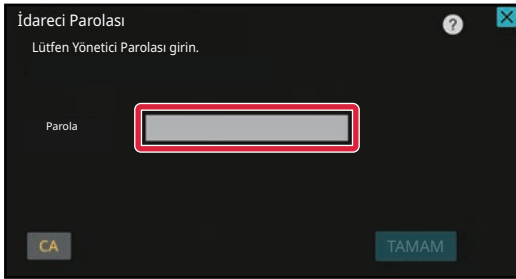 İdareci Parolası
?
Lütfen Yönetici Parolası girin.
Parola
CA
TAMAM